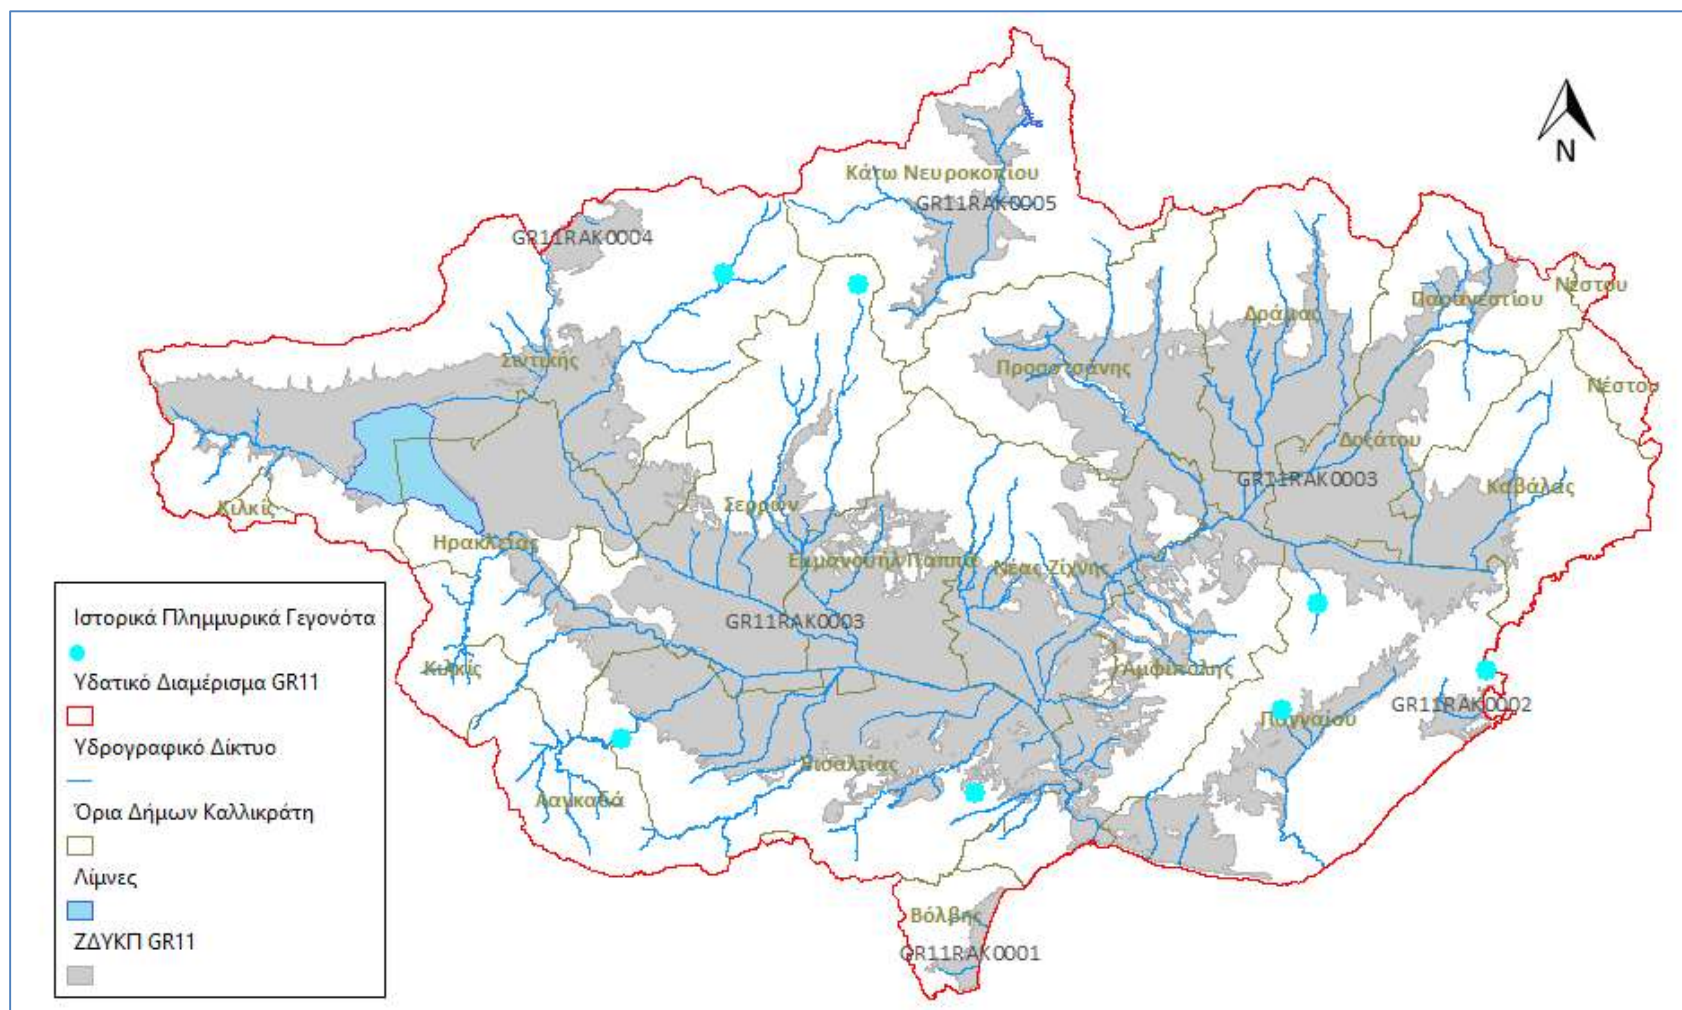 Κάτω Νευροκοπίου
GR11RAK0005
GR11RAK0004
N
Νέστου
Παρανεστίου
Δράμας
Σιντικής
Προσοτσάνης
Νέστου
Δοξάτου
GR11RAK0003
Καβάλας
Κιλκίς
Σερρών
Ηρακλείας
Εμμανουήλ Παππά
Νέας Ζίχνης
GR11RAK0003
Κιλκίς
Αμφίπολης
GR11RAK0002
Παγγαίου
Βισαλτίας
Λαγκαδά
Βόλβης
GR11RAK0001
Ιστορικά Πλημμυρικά Γεγονότα
Υδατικό Διαμέρισμα GR11
Υδρογραφικό Δίκτυο
Όρια Δήμων Καλλικράτη
Λίμνες
ΖΔΥΚΠ GR11